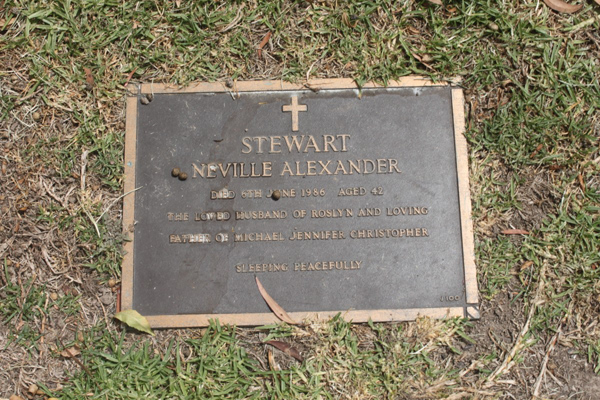 STEWART
NEVILLE ALEXANDER
DIED 6TH JUNE 1986 AGED 42
THE LOVED HUSBAND OF ROSLYN AND LOVING
FATHER OF MICHAEL JENNIFER CHRISTOPHER
SLEEPING PEACEFULLY